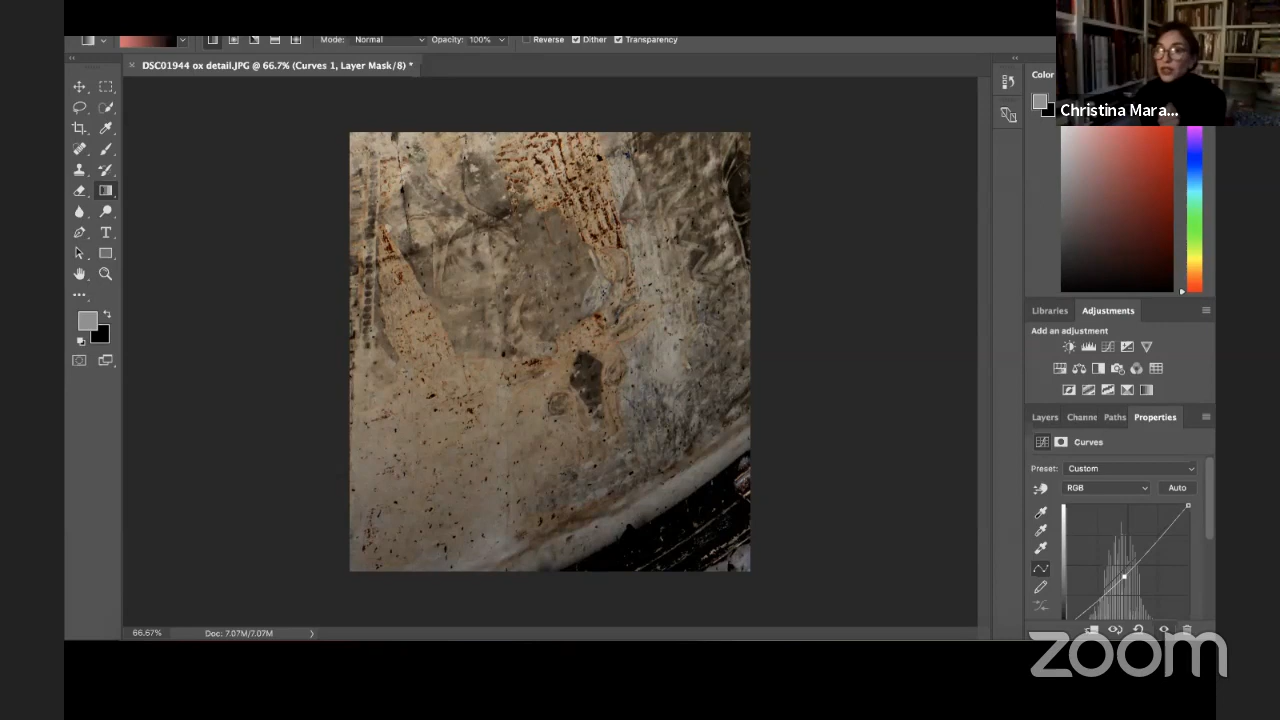 Mode: Normal Opacity: 100% Reverse Dither Transparency
× DSC01944 ox detail.JPG @ 66.7% (Curves 1, Layer Mask/8) *
Color
Christina Mara...
Libraries Adjustments
Add an adjustment
Layers Channe Paths Properties
Curves
Preset: Custom
RGB Auto
66.67% Doc: 7.07M/7.07M
zoom